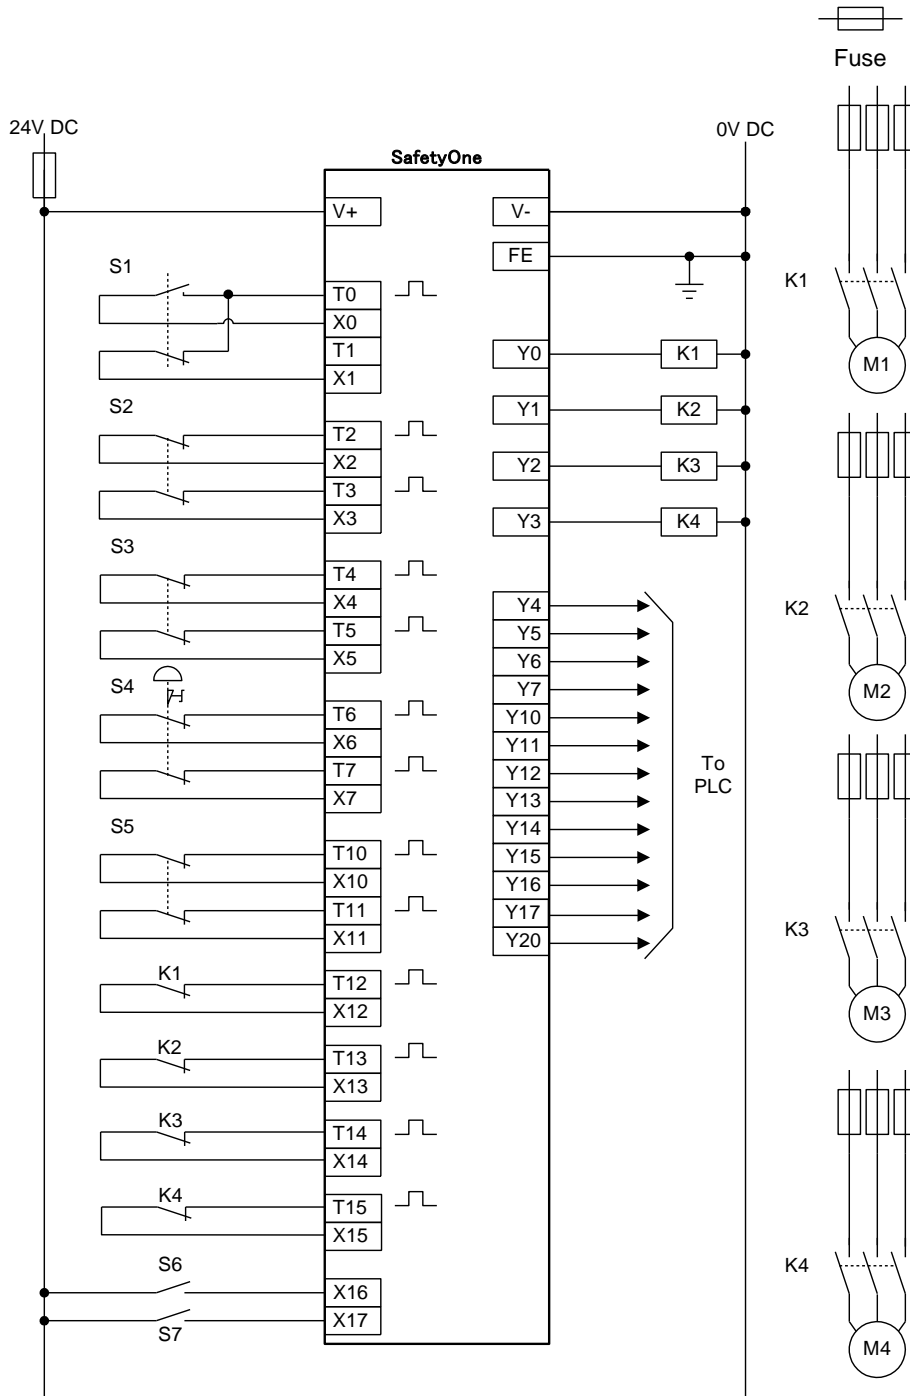 Fuse
24V DC
0V DC
SafetyOne
V+
V-
FE
S1
T0
X0
T1
X1
Y0
K1
Y1
K2
Y2
K3
Y3
K4
S2
T2
X2
T3
X3
S3
T4
X4
T5
X5
S4
T6
X6
T7
X7
S5
T10
X10
T11
X11
K1
T12
X12
K2
T13
X13
K3
T14
X14
K4
T15
X15
S6
X16
X17
S7
Y4
Y5
Y6
Y7
Y10
Y11
Y12
Y13
Y14
Y15
Y16
Y17
Y20
To
PLC
K1
M1
K2
M2
K3
M3
K4
M4